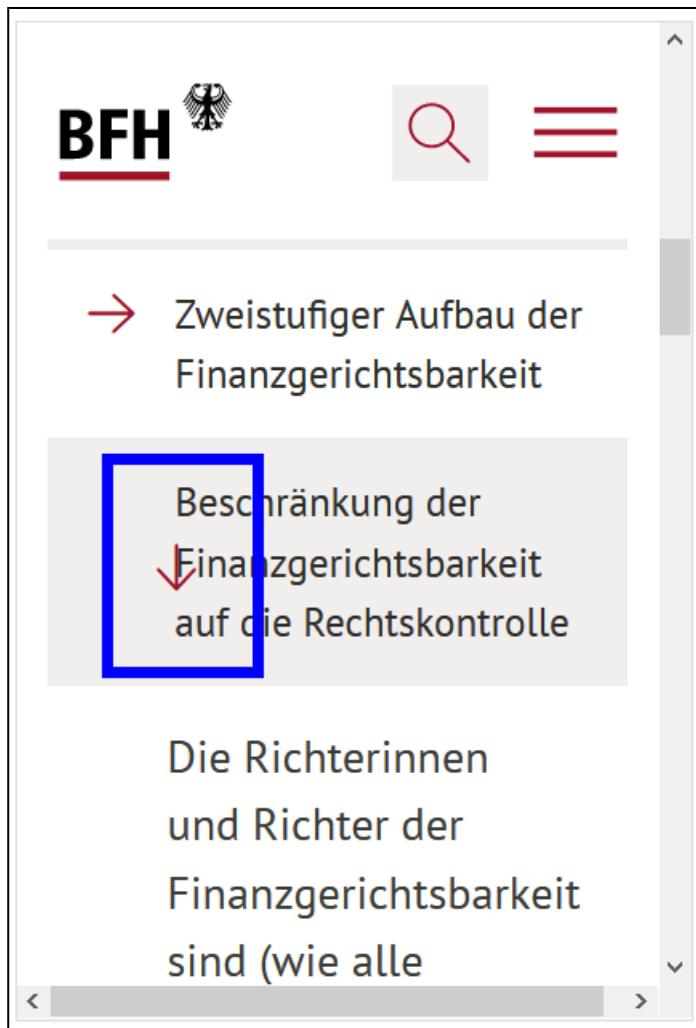 BFH
Zweistufiger Aufbau der
Finanzgerichtsbarkeit
Beschränkung der
Finanzgerichtsbarkeit
auf die Rechtskontrolle
Die Richterinnen
und Richter der
Finanzgerichtsbarkeit
sind (wie alle